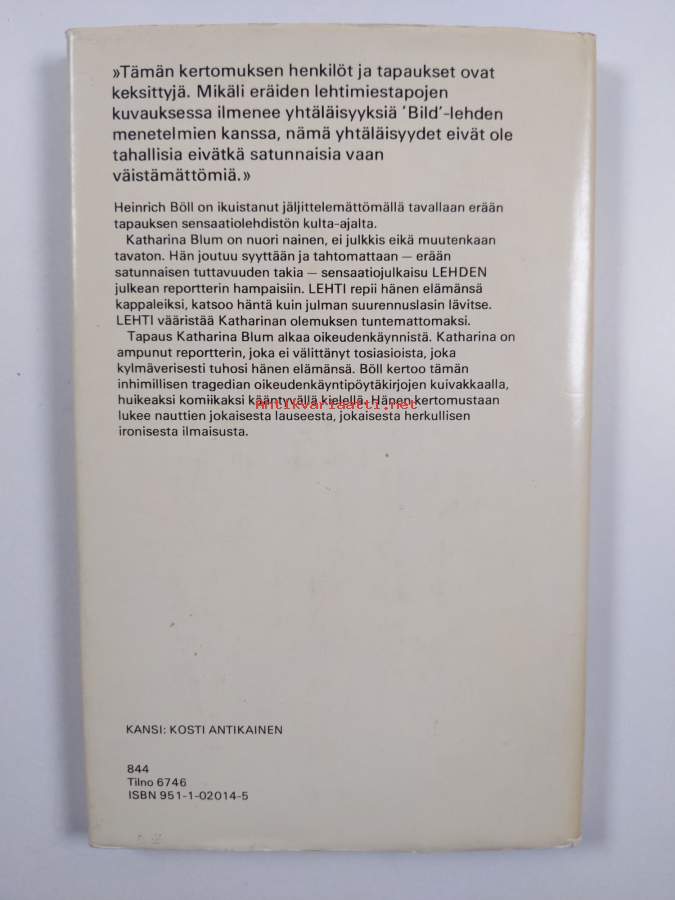 »Tämän kertomuksen henkilöt ja tapaukset ovat
keksittyjä. Mikäli eräiden lehtimiestapojen
kuvauksessa ilmenee yhtäläisyyksiä 'Bild'-lehden
menetelmien kanssa, nämä yhtäläisyydet eivät ole
tahallisia eivätkä satunnaisia vaan
väistämättömiä.»
Heinrich Böll on ikuistanut jäljittelemättömällä tavallaan erään
tapauksen sensaatiolehdistön kulta-ajalta.
Katharina Blum on nuori nainen, ei julkkis eikä muutenkaan
tavaton. Hän joutuu syyttään ja tahtomattaan — erään
satunnaisen tuttavuuden takia — sensaatiojulkaisu LEHDEN
julkean reportterin hampaisiin. LEHTI repii hänen elämänsä
kappaleiksi, katsoo häntä kuin julman suurennuslasin lävitse.
LEHTI vääristää Katharinan olemuksen tuntemattomaksi.
Tapaus Katharina Blum alkaa oikeudenkäynnistä. Katharina on
ampunut reportterin, joka ei välittänyt tosiasioista, joka
kylmäverisesti tuhosi hänen elämänsä. Böll kertoo tämän
inhimillisen tragedian oikeudenkäyntipöytäkirjojen kuivakkaalla,
huikeaksi komiikaksi kääntyvällä kielellä. Hänen kertomustaan
Antikvariaatti.net
lukee nauttien jokaisesta lauseesta, jokaisesta herkullisen
ironisesta ilmaisusta.
KANSI: KOSTI ANTIKAINEN
844
Tilno 6746
ISBN 951-1-02014-5